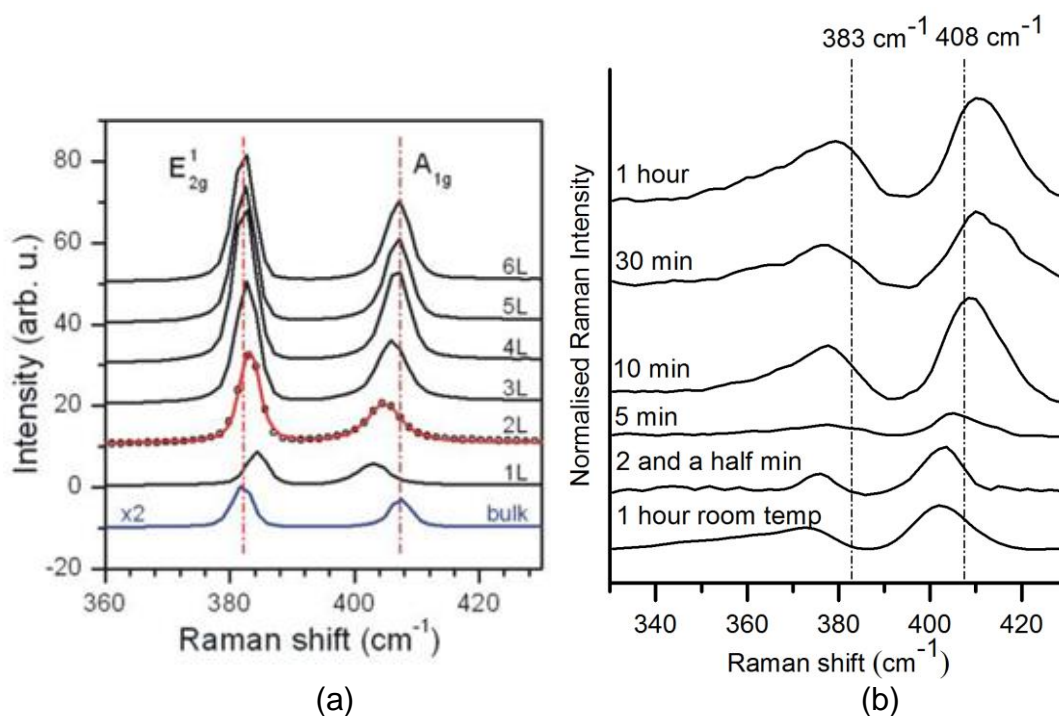 80
60
40
20
0
-20
Intensity (arb. u.)
E¹₂g
A₁g
6L
5L
4L
3L
2L
1L
x2
bulk
360
380
400
420
Raman shift (cm⁻¹)
(a)
383 cm⁻¹ 408 cm⁻¹
Normalised Raman Intensity
1 hour
30 min
10 min
5 min
2 and a half min
1 hour room temp
340
360
380
400
420
Raman shift (cm⁻¹)
(b)